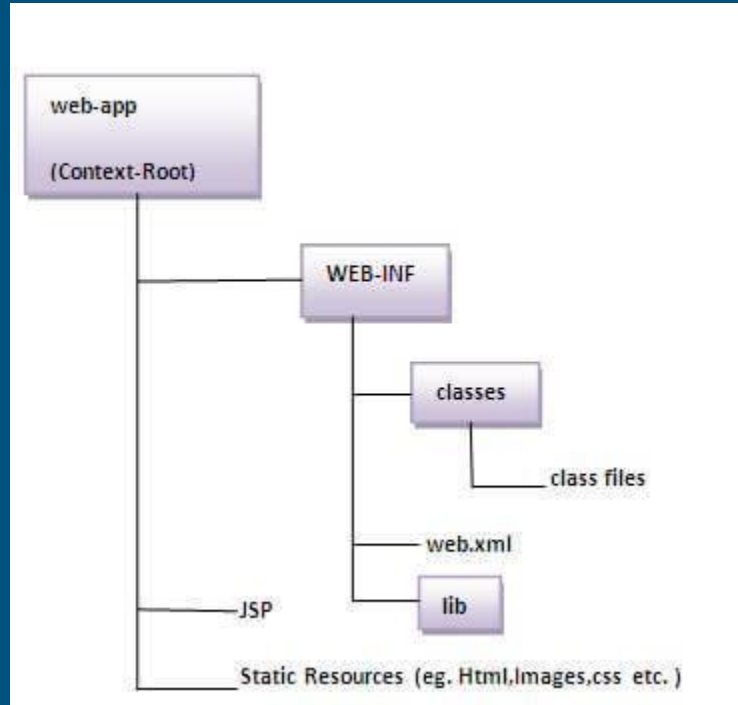 web-app
(Context-Root)
WEB-INF
classes
class files
web.xml
lib
JSP
Static Resources (eg. Html,Images,css etc. )